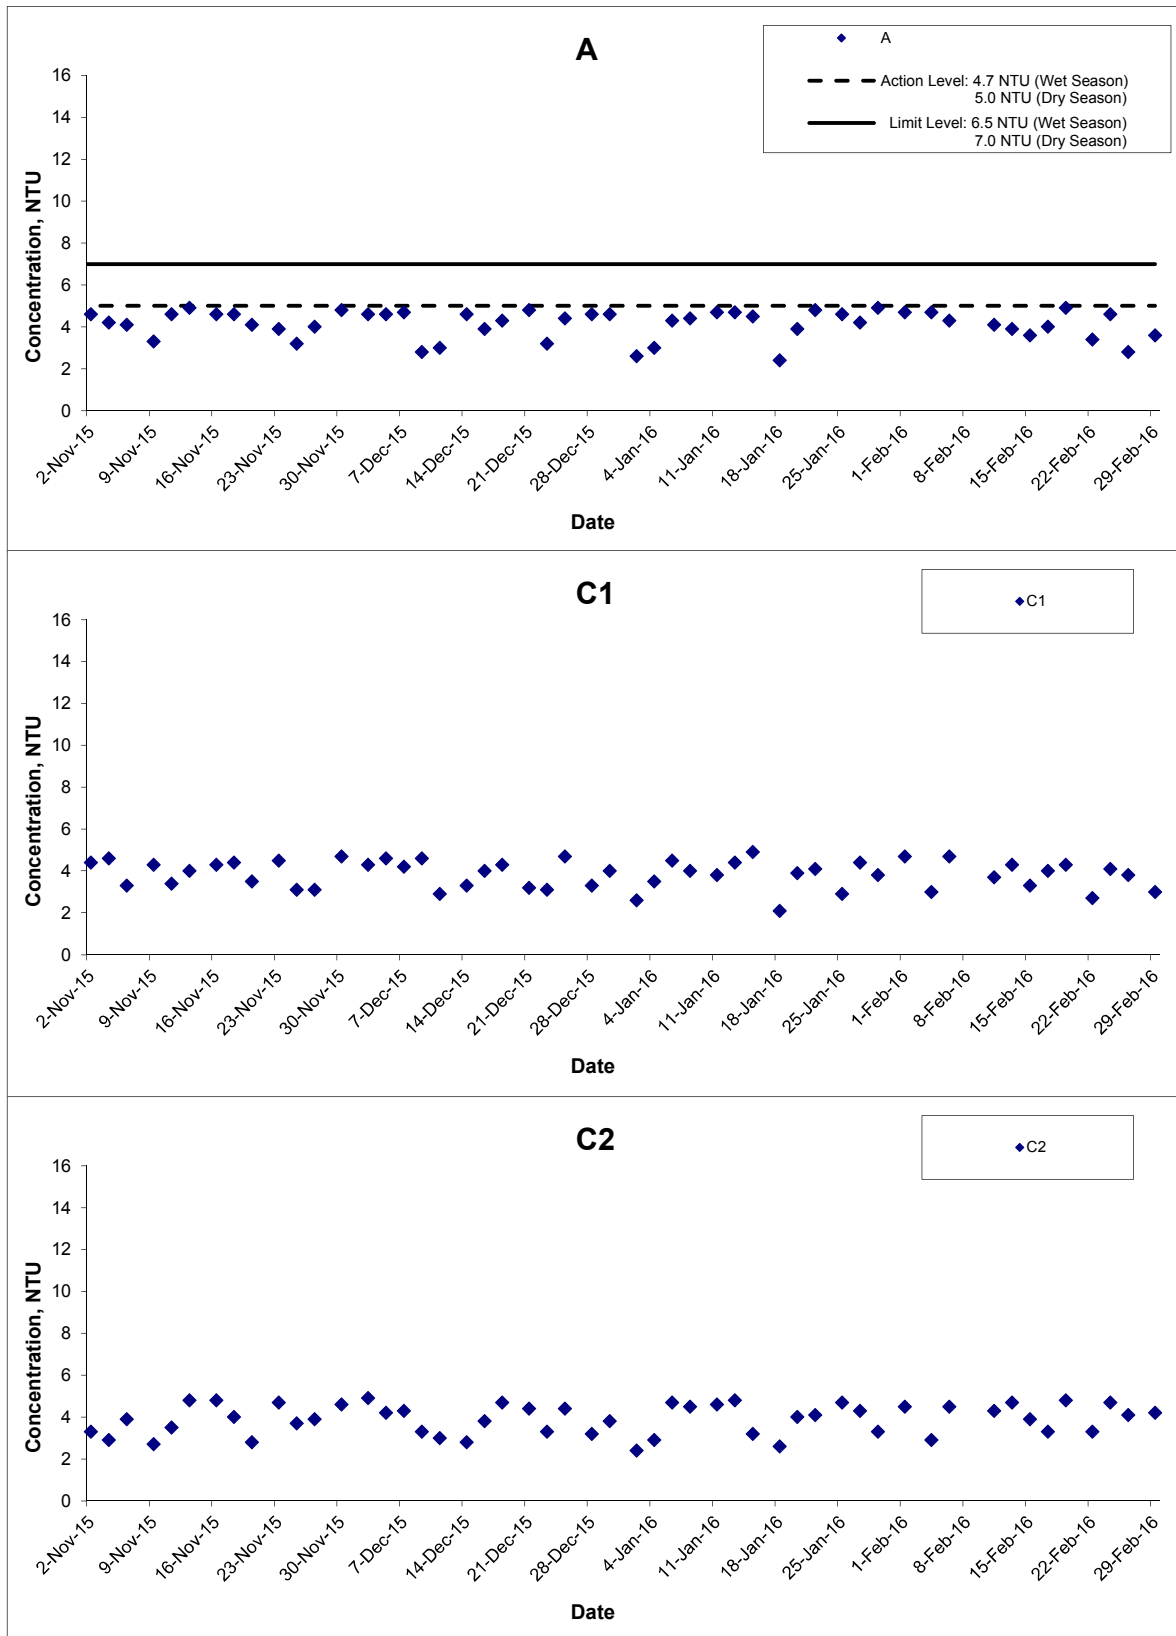 A
A
Action Level: 4.7 NTU (Wet Season)
5.0 NTU (Dry Season)
Limit Level: 6.5 NTU (Wet Season)
7.0 NTU (Dry Season)
Concentration, NTU
16
14
12
10
8
6
4
2
0
2-Nov-15
9-Nov-15
16-Nov-15
23-Nov-15
30-Nov-15
7-Dec-15
14-Dec-15
21-Dec-15
28-Dec-15
4-Jan-16
11-Jan-16
18-Jan-16
25-Jan-16
1-Feb-16
8-Feb-16
15-Feb-16
22-Feb-16
29-Feb-16
Date
C1
C1
Concentration, NTU
16
14
12
10
8
6
4
2
0
2-Nov-15
9-Nov-15
16-Nov-15
23-Nov-15
30-Nov-15
7-Dec-15
14-Dec-15
21-Dec-15
28-Dec-15
4-Jan-16
11-Jan-16
18-Jan-16
25-Jan-16
1-Feb-16
8-Feb-16
15-Feb-16
22-Feb-16
29-Feb-16
Date
C2
C2
Concentration, NTU
16
14
12
10
8
6
4
2
0
2-Nov-15
9-Nov-15
16-Nov-15
23-Nov-15
30-Nov-15
7-Dec-15
14-Dec-15
21-Dec-15
28-Dec-15
4-Jan-16
11-Jan-16
18-Jan-16
25-Jan-16
1-Feb-16
8-Feb-16
15-Feb-16
22-Feb-16
29-Feb-16
Date